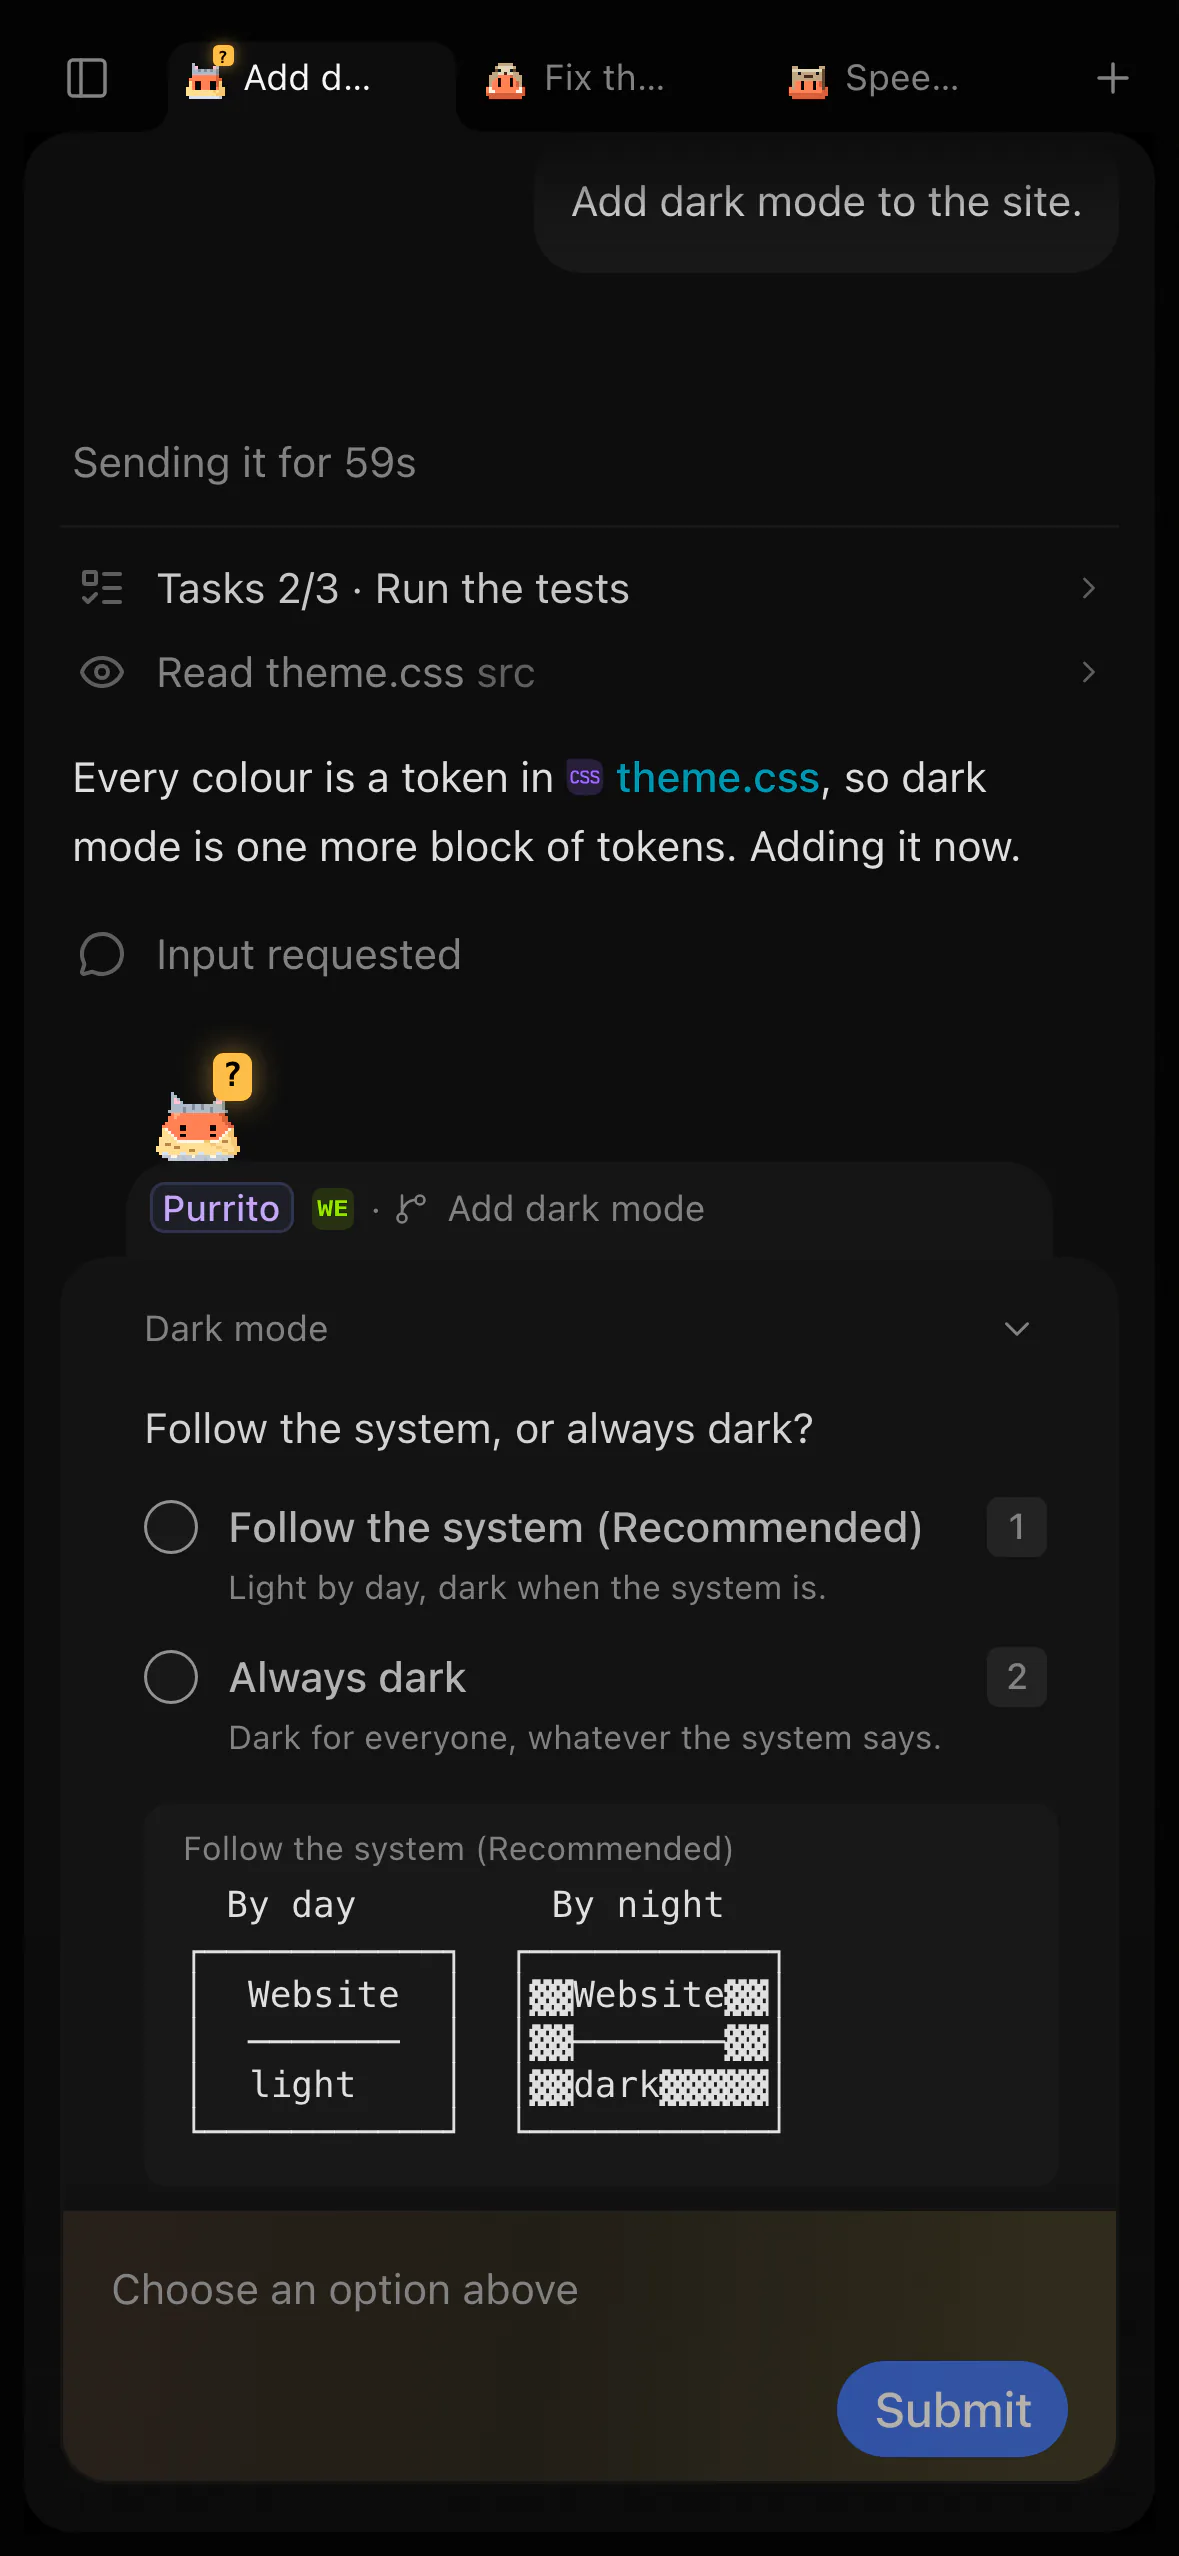 ? Add d... Fix th... Spee...
Add dark mode to the site.
Sending it for 59s
Tasks 2/3 · Run the tests
Read theme.css src
Every colour is a token in CSS theme.css, so dark
mode is one more block of tokens. Adding it now.
Input requested
?
Purrito WE · Add dark mode
Dark mode
Follow the system, or always dark?
Follow the system (Recommended) 1
Light by day, dark when the system is.
Always dark 2
Dark for everyone, whatever the system says.
Follow the system (Recommended)
By day By night
Website Website
light dark
Choose an option above
Submit